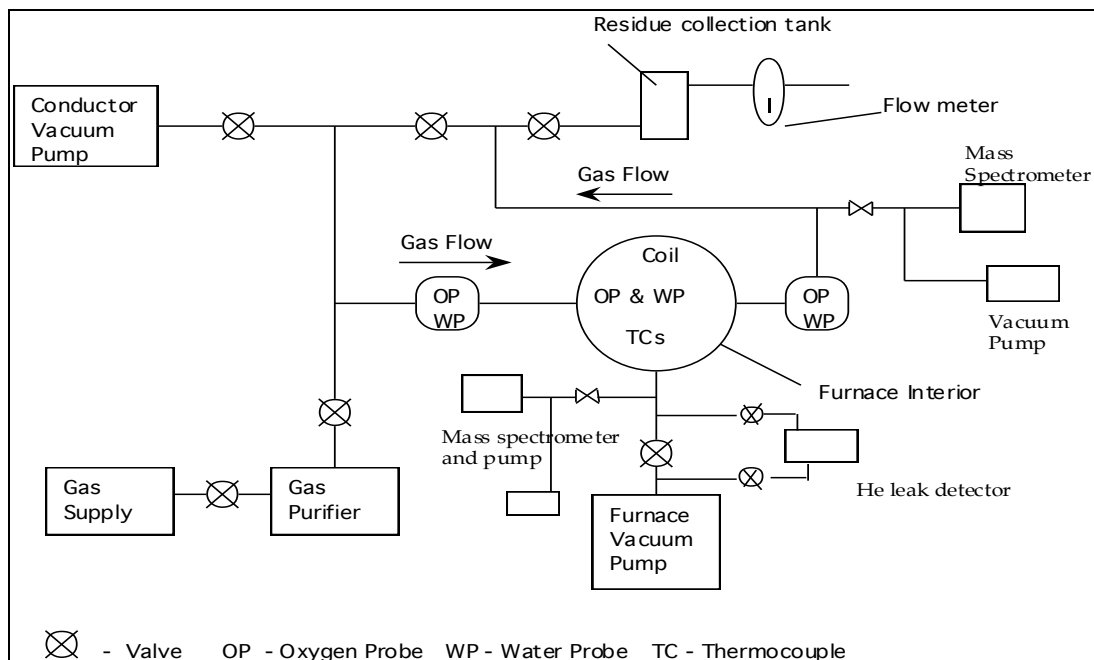 Residue collection tank
Conductor
Vacuum
Pump
Flow meter
Mass
Spectrometer
Gas Flow
Gas Flow
Coil
OP & WP
TCs
OP
WP
OP
WP
Vacuum
Pump
Furnace Interior
Mass spectrometer
and pump
He leak detector
Gas
Supply
Gas
Purifier
Furnace
Vacuum
Pump
- Valve OP - Oxygen Probe WP - Water Probe TC - Thermocouple